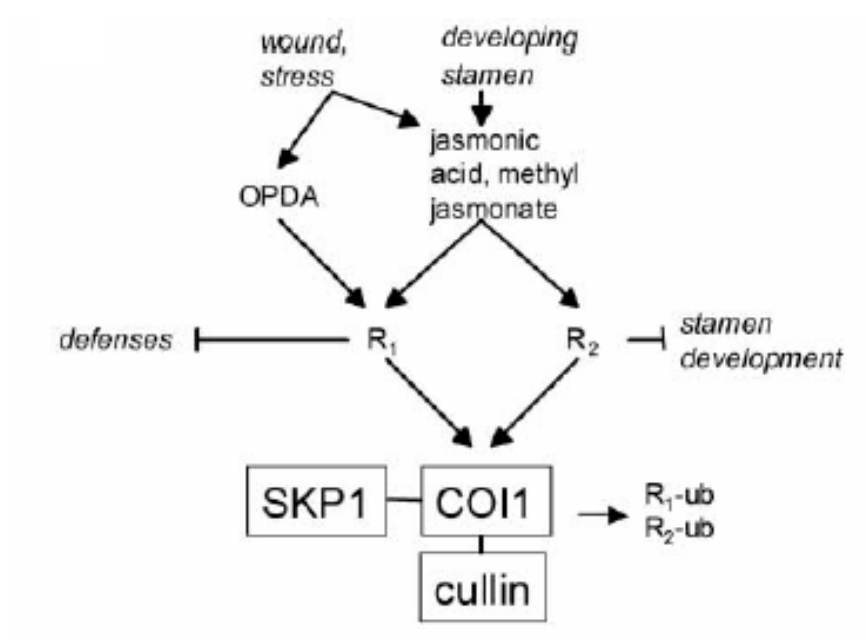 wound,
stress
developing
stamen
jasmonic
acid, methyl
jasmonate
OPDA
defenses
R₁
R₂
stamen
development
SKP1
COI1
cullin
R₁-ub
R₂-ub